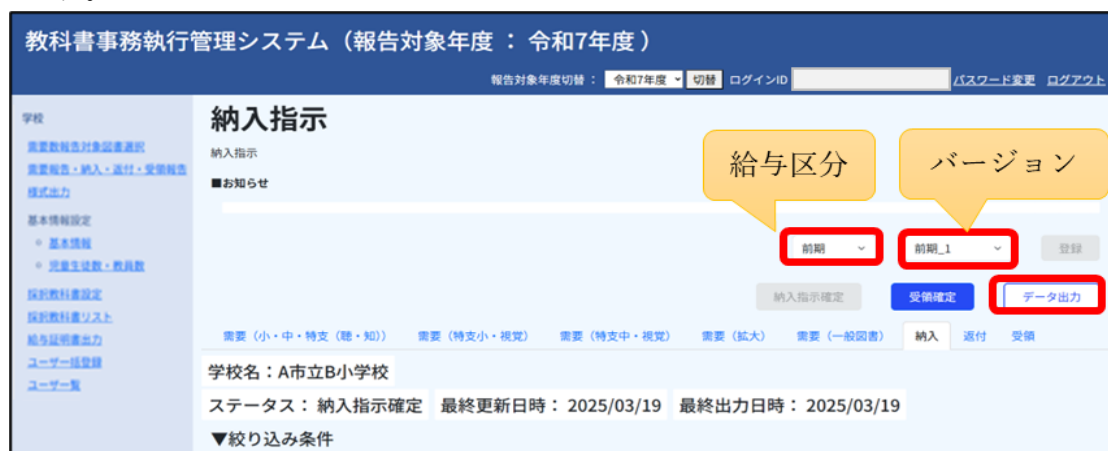 教科書事務執行管理システム（報告対象年度 ： 令和7年度 ）
報告対象年度切替 ： 令和7年度 切替 ログインID パスワード変更 ログアウト
学校
需要数報告対象図書選択
需要報告・納入・返付・受領報告
様式出力
基本情報設定
基本情報
児童生徒数・教員数
採択教科書設定
採択教科書リスト
給与証明書出力
ユーザー括登録
ユーザー覧
納入指示
納入指示
■お知らせ
給与区分
バージョン
前期 前期_1 登録
納入指示確定 受領確定 データ出力
需要（小・中・特支（聴・知）） 需要（特支小・視覚） 需要（特支中・視覚） 需要（拡大） 需要（一般図書） 納入 返付 受領
学校名：A市立B小学校
ステータス： 納入指示確定 最終更新日時： 2025/03/19 最終出力日時： 2025/03/19
▼絞り込み条件